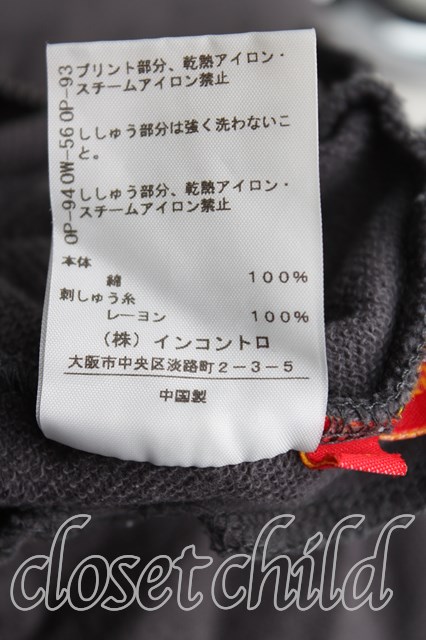 プリント部分、乾熱アイロン・
スチームアイロン禁止
ししゅう部分は強く洗わないこ
と。
ししゅう部分、乾熱アイロン・
スチームアイロン禁止
OP-94 OW-56 OP-93
本体
綿 100%
刺しゅう糸
レーヨン 100%
(株) インコントロ
大阪市中央区淡路町2-3-5
中国製
closet child